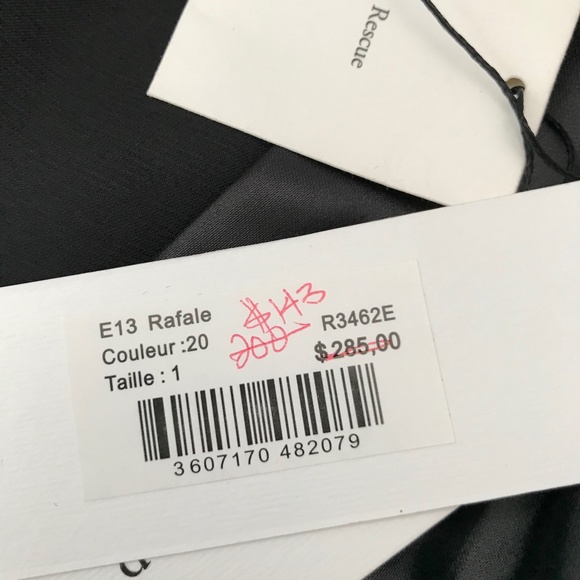 Rescue
E13 Rafale
Couleur :20
Taille : 1
$143
200
R3462E
$285,00
3607170 482079